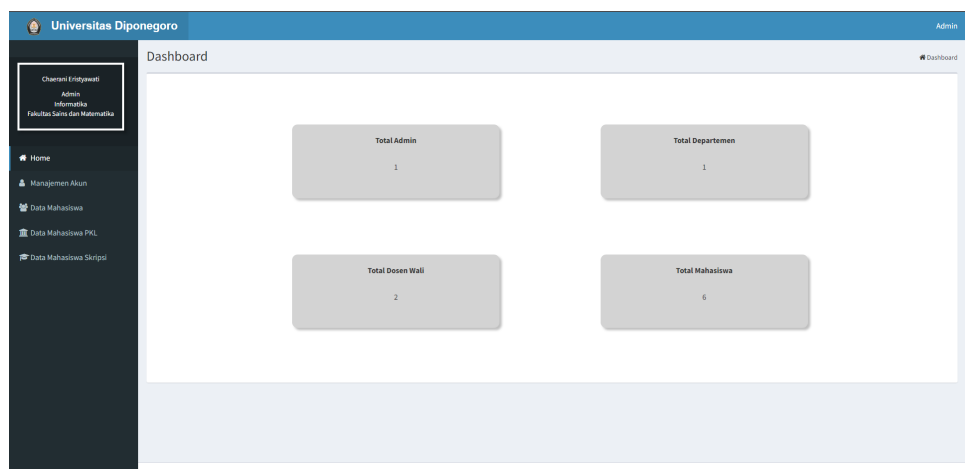 Universitas Diponegoro
Admin
Chaerani Eristyawati
Admin
Informatika
Fakultas Sains dan Matematika
Home
Manajemen Akun
Data Mahasiswa
Data Mahasiswa PKL
Data Mahasiswa Skripsi
Dashboard
Dashboard
Total Admin
1
Total Departemen
1
Total Dosen Wali
2
Total Mahasiswa
6